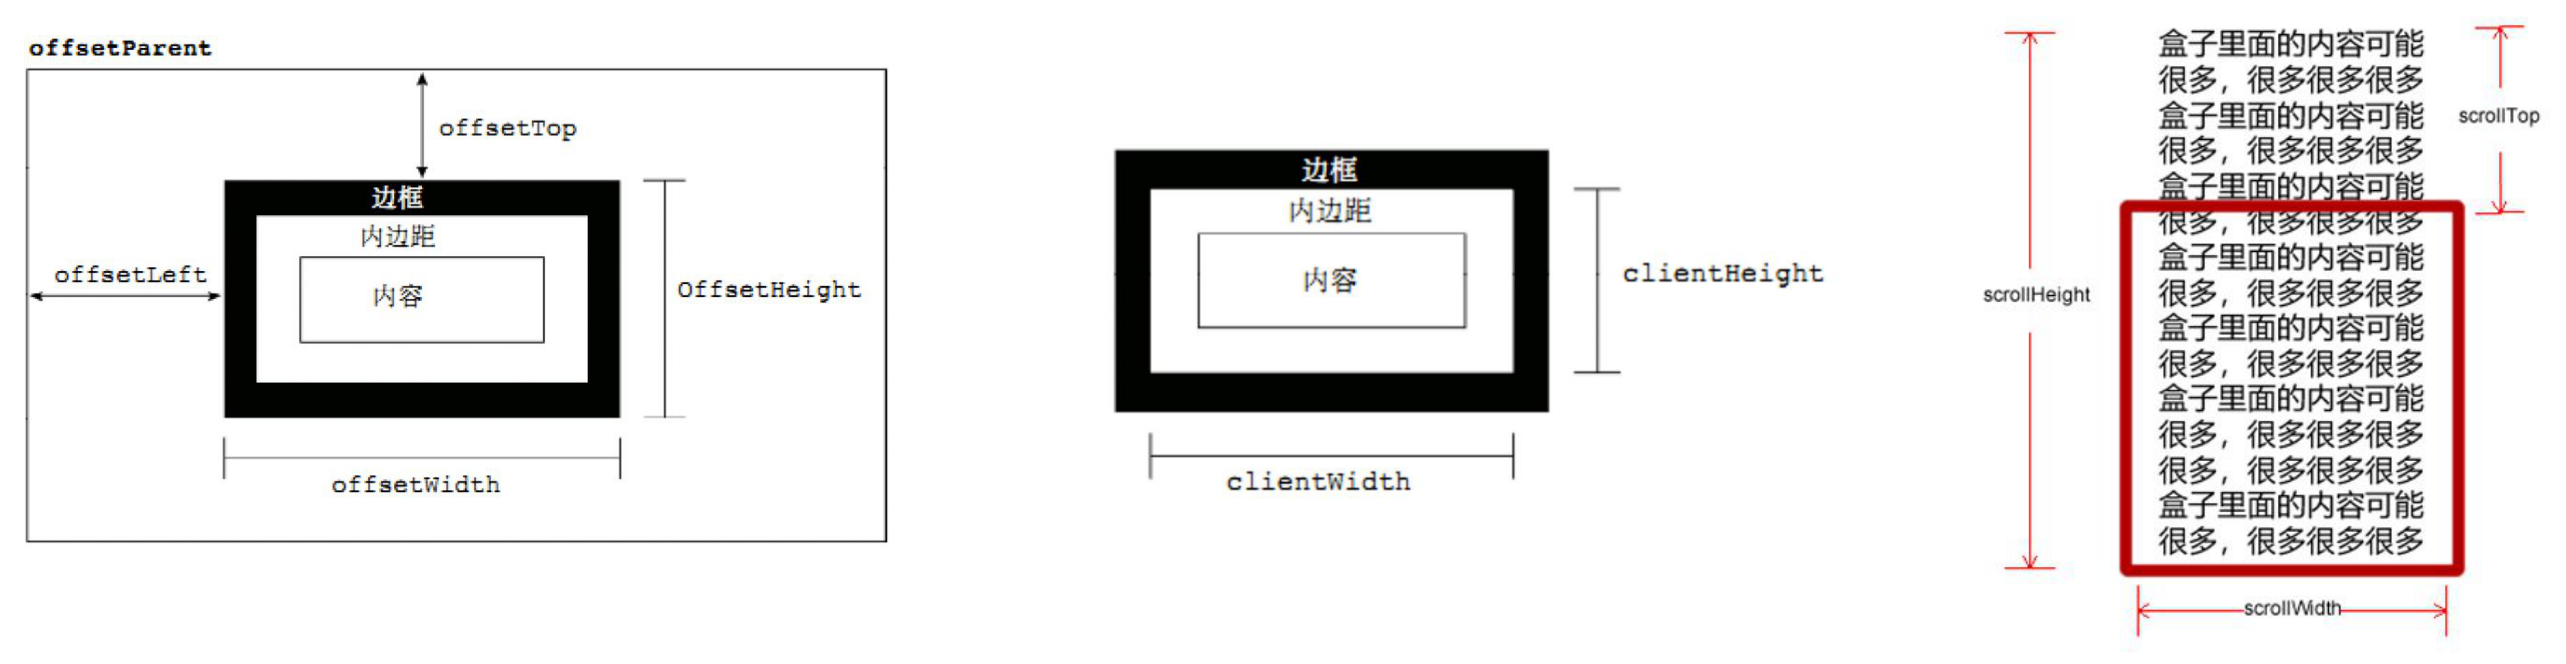 offsetParent
offsetTop
边框
内边距
offsetLeft
内容
OffsetHeight
offsetWidth
边框
内边距
内容
clientHeight
clientWidth
盒子里面的内容可能
很多，很多很多很多
盒子里面的内容可能
很多，很多很多很多
盒子里面的内容可能
很多，很多很多很多
盒子里面的内容可能
很多，很多很多很多
盒子里面的内容可能
很多，很多很多很多
盒子里面的内容可能
很多，很多很多很多
很多，很多很多很多
盒子里面的内容可能
很多，很多很多很多
scrollTop
scrollHeight
scrollWidth